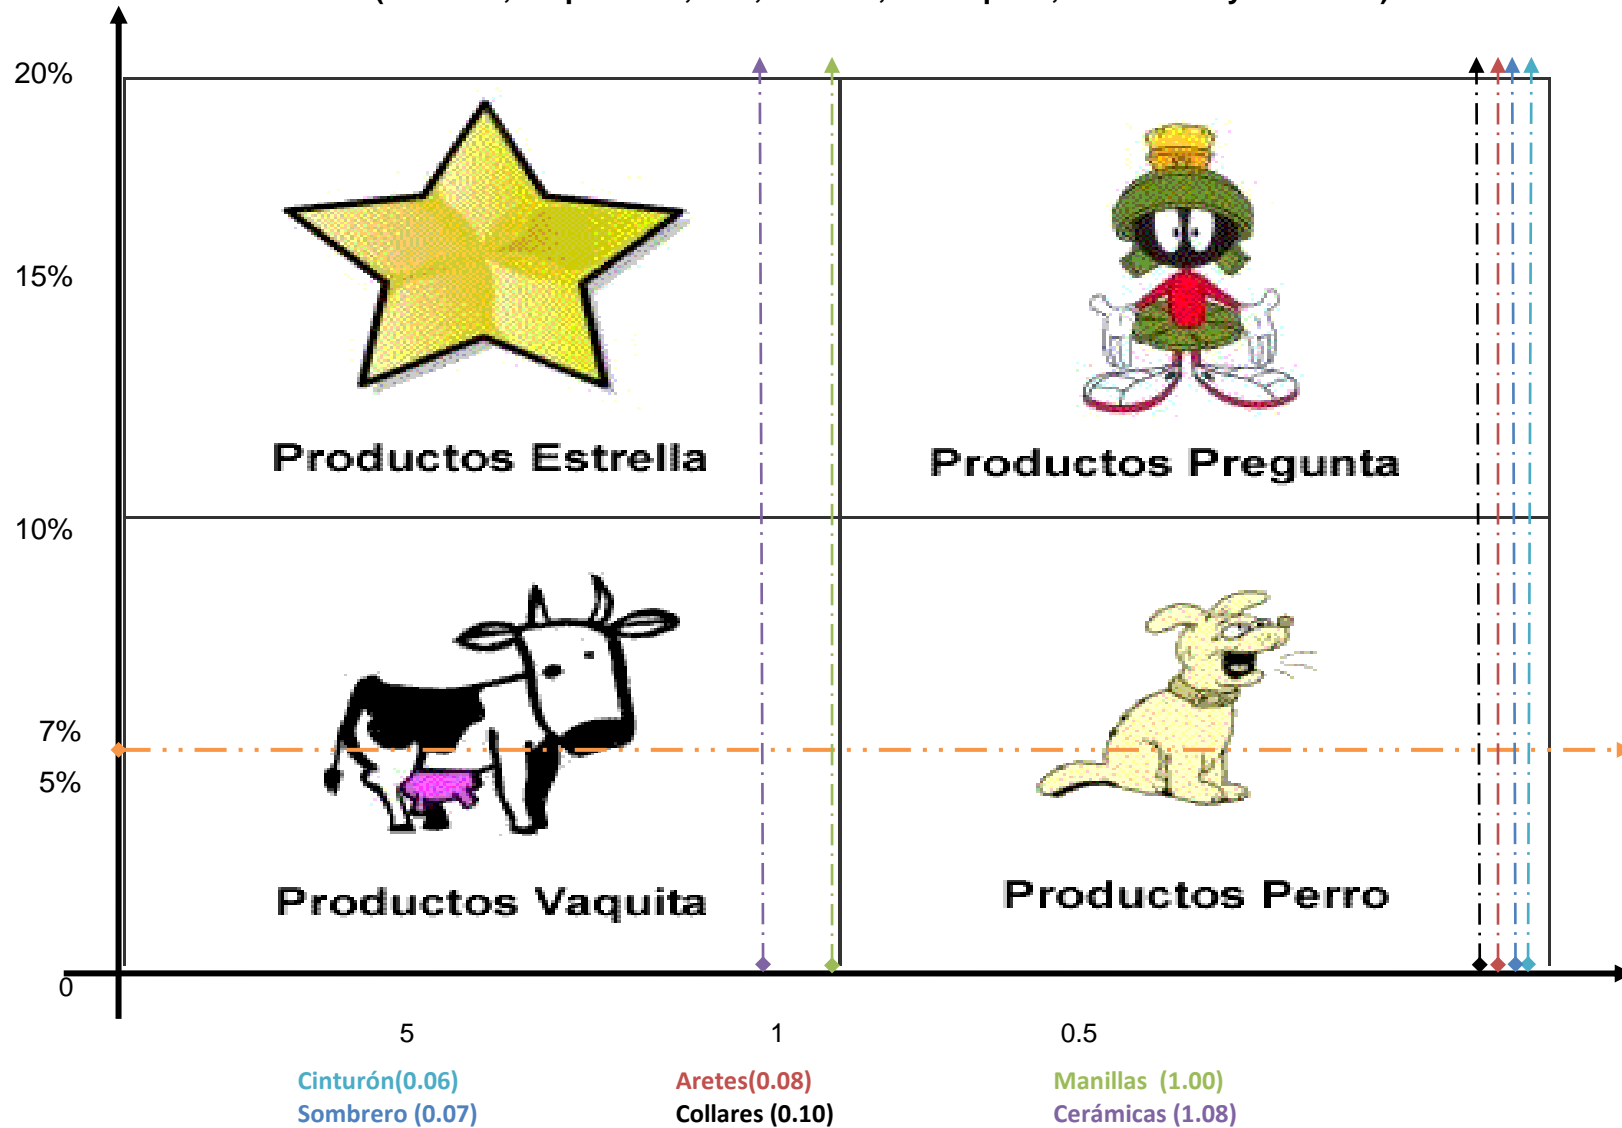 20%
15%
Productos Estrella
Productos Pregunta
10%
7%
5%
Productos Vaquita
Productos Perro
0
5 1 0.5
Cinturón(0.06) Aretes(0.08) Manillas (1.00)
Sombrero (0.07) Collares (0.10) Cerámicas (1.08)